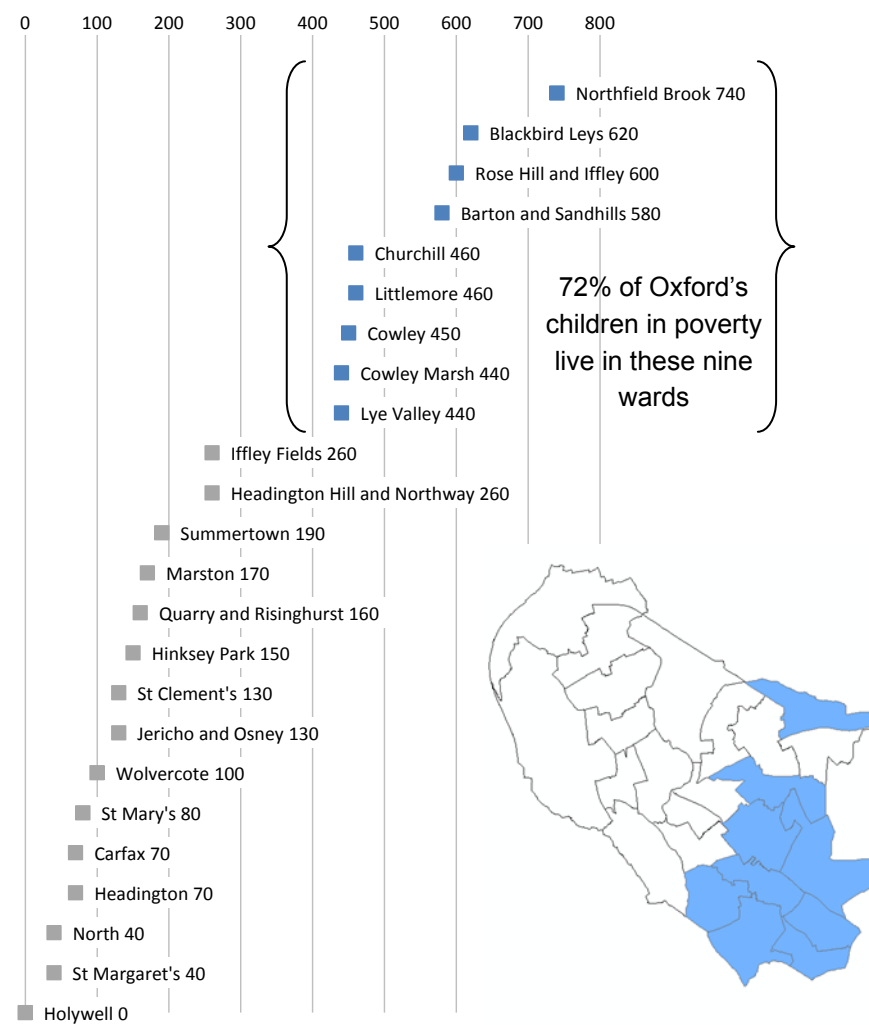 0 100 200 300 400 500 600 700 800
Northfield Brook 740
Blackbird Leys 620
Rose Hill and Iffley 600
Barton and Sandhills 580
Churchill 460
Littlemore 460
Cowley 450
Cowley Marsh 440
Lye Valley 440
72% of Oxford’s
children in poverty
live in these nine
wards
Iffley Fields 260
Headington Hill and Northway 260
Summertown 190
Marston 170
Quarry and Risinghurst 160
Hinksey Park 150
St Clement's 130
Jericho and Osney 130
Wolvercote 100
St Mary's 80
Carfax 70
Headington 70
North 40
St Margaret's 40
Holywell 0